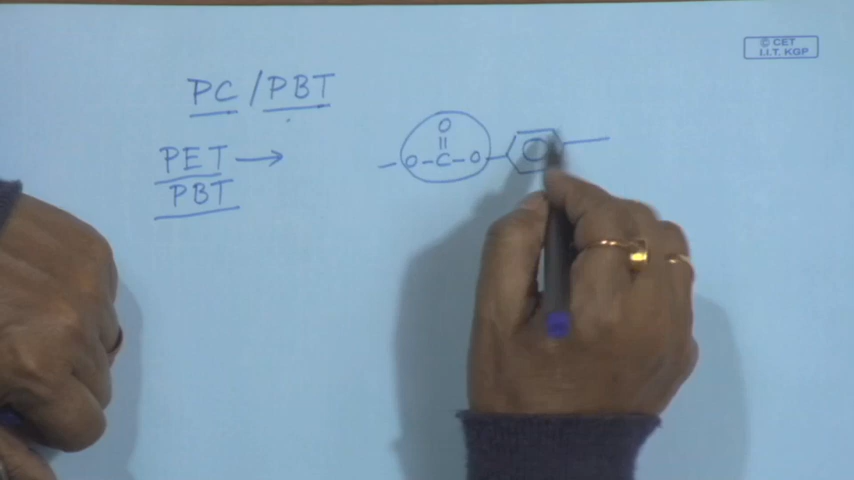 © CET
I.I.T. KGP
PC / PBT
PET →
PBT
O
||
— O – C – O —